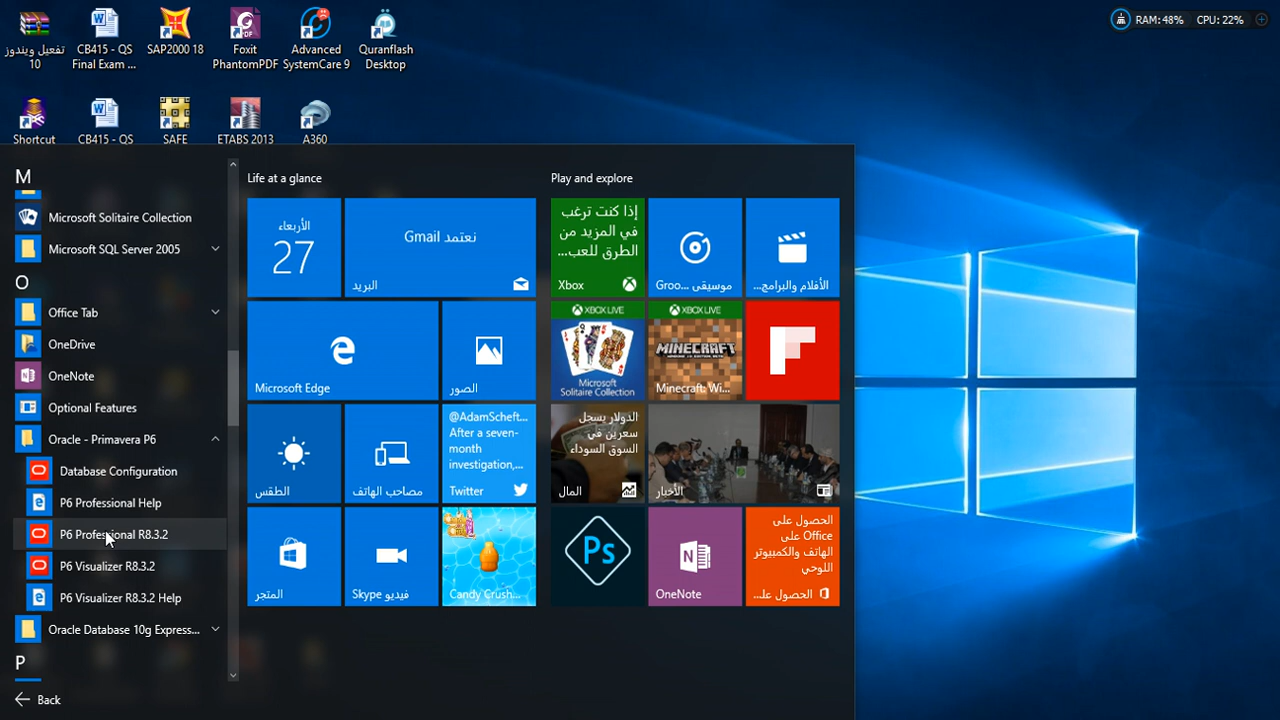 RAM: 48% CPU: 22%
تفعيل ويندوز
10
CB415 - QS
Final Exam ...
SAP2000 18
Foxit
PhantomPDF
Advanced
SystemCare 9
Quranflash
Desktop
Shortcut
CB415 - QS
SAFE
ETABS 2013
A360
M
Microsoft Solitaire Collection
Microsoft SQL Server 2005
O
Office Tab
OneDrive
OneNote
Optional Features
Oracle - Primavera P6
Database Configuration
P6 Professional Help
P6 Professional R8.3.2
P6 Visualizer R8.3.2
P6 Visualizer R8.3.2 Help
Oracle Database 10g Express...
P
Back
Life at a glance
الأربعاء
27
نعتمد Gmail
البريد
Microsoft Edge
الصور
الطقس
مصاحب الهاتف
@AdamScheft...
After a seven-
month
investigation,...
Twitter
المتجر
فيديو Skype
Candy Crush...
Play and explore
إذا كنت ترغب
في المزيد من
الطرق للعب...
Xbox
موسيقى Groo...
الأفلام والبرامج...
XBOX LIVE
Microsoft
Solitaire Collection
XBOX LIVE
MINECRAFT
WINDOWS 10 EDITION BETA
Minecraft: Wi...
الدولار يسجل
سعرين في
السوق السوداء
المال
الأخبار
Ps
OneNote
الحصول على
Office على
الهاتف والكمبيوتر
اللوحي
الحصول عل...